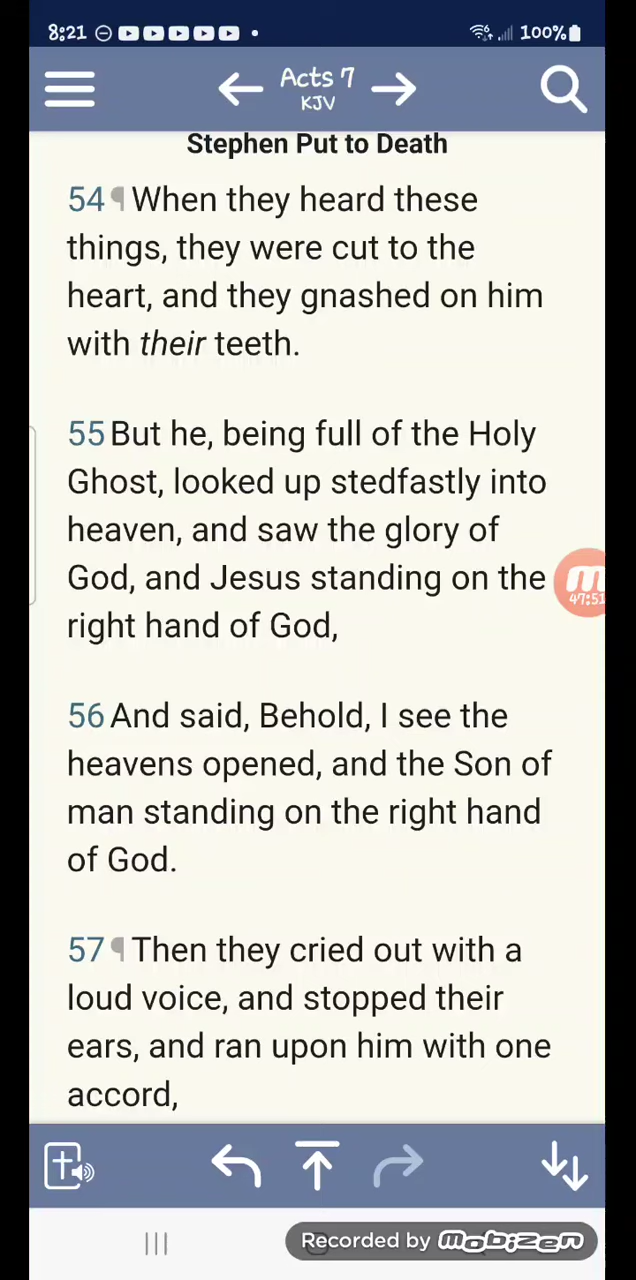 8:21 100%
Acts 7
KJV
Stephen Put to Death
54 ¶ When they heard these
things, they were cut to the
heart, and they gnashed on him
with their teeth.
55 But he, being full of the Holy
Ghost, looked up stedfastly into
heaven, and saw the glory of
God, and Jesus standing on the
right hand of God,
56 And said, Behold, I see the
heavens opened, and the Son of
man standing on the right hand
of God.
57 ¶ Then they cried out with a
loud voice, and stopped their
ears, and ran upon him with one
accord,
m
47:51
Recorded by mobizen